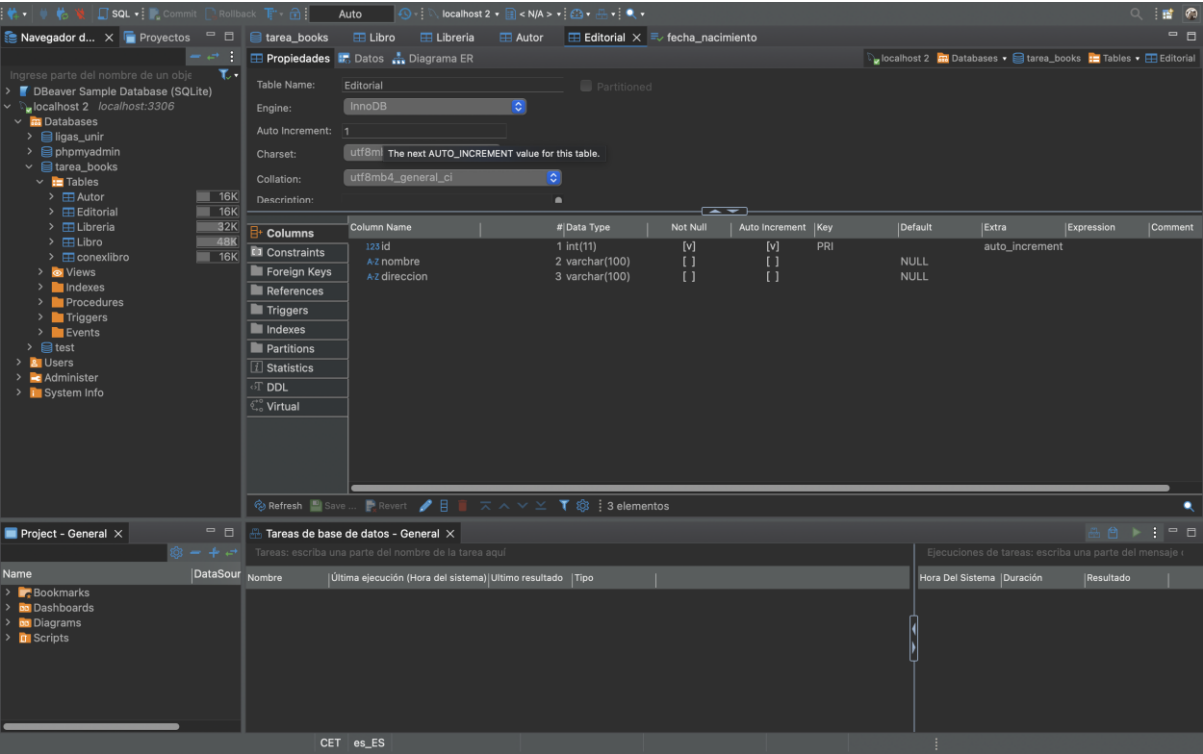 SQL Commit Rollback T Auto localhost 2 < N/A >
Navegador d... Proyectos
Ingrese parte del nombre de un obje
DBeaver Sample Database (SQLite)
localhost 2 localhost:3306
Databases
ligas_unir
phpmyadmin
tarea_books
Tables
Autor 16K
Editorial 16K
Libreria 32K
Libro 48K
conexlibro 16K
Views
Indexes
Procedures
Triggers
Events
test
Users
Administer
System Info
tarea_books Libro Libreria Autor Editorial fecha_nacimiento
Propiedades Datos Diagrama ER localhost 2 Databases tarea_books Tables Editorial
Table Name: Editorial Partitioned
Engine: InnoDB
Auto Increment: 1
Charset: utf8ml The next AUTO_INCREMENT value for this table.
Collation: utf8mb4_general_ci
Description:
Columns
Constraints
Foreign Keys
References
Triggers
Indexes
Partitions
Statistics
DDL
Virtual
Column Name # Data Type Not Null Auto Increment Key Default Extra Expression Comment
123 id 1 int(11) [v] [v] PRI auto_increment
A-Z nombre 2 varchar(100) [ ] [ ] NULL
A-Z direccion 3 varchar(100) [ ] [ ] NULL
Refresh Save ... Revert 3 elementos
Project - General
Name DataSour
Bookmarks
Dashboards
Diagrams
Scripts
Tareas de base de datos - General
Tareas: escriba una parte del nombre de la tarea aquí
Nombre Última ejecución (Hora del sistema) Ultimo resultado Tipo
Ejecuciones de tareas: escriba una parte del mensaje
Hora Del Sistema Duración Resultado
CET es_ES